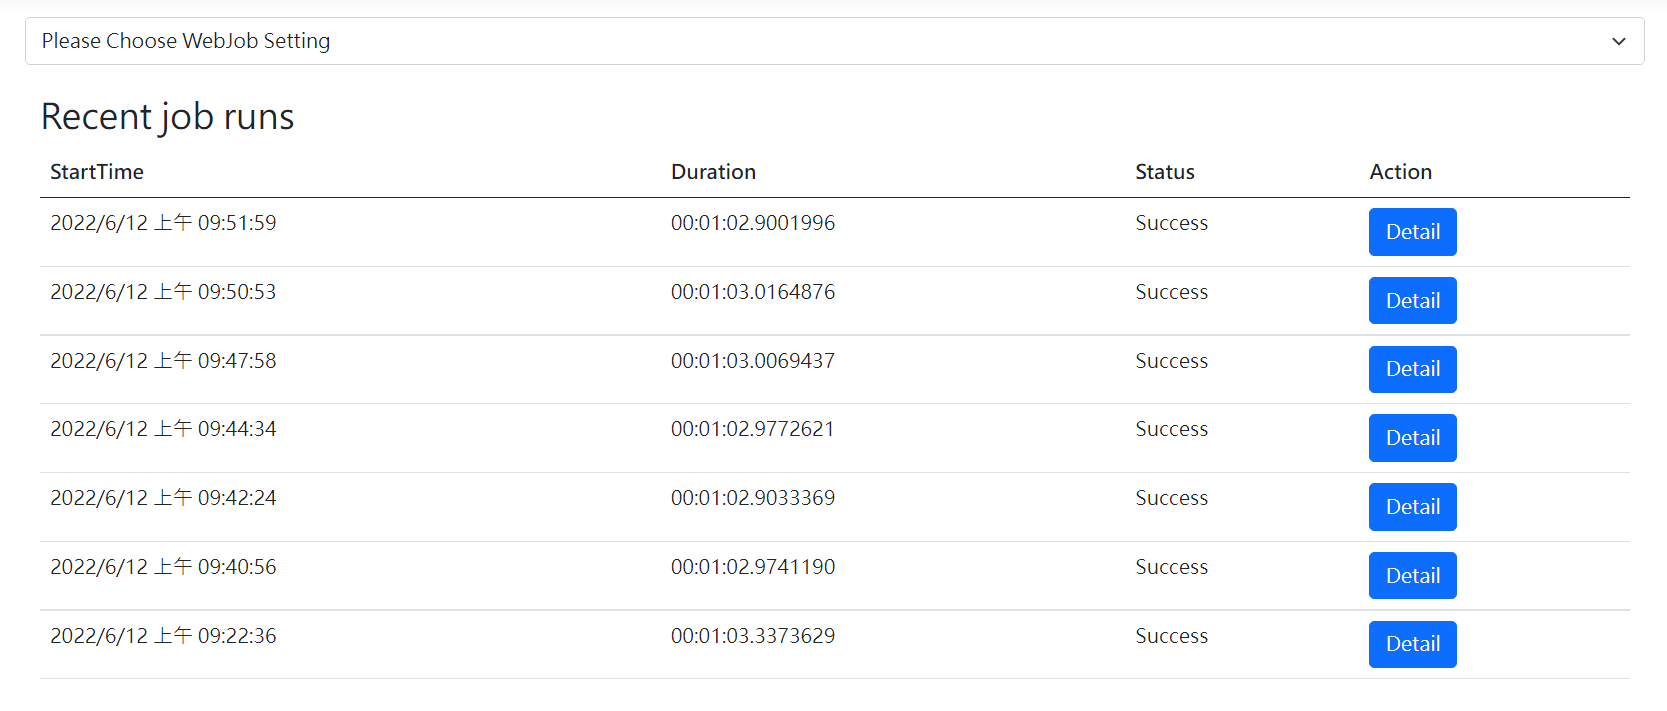 Please Choose WebJob Setting
Recent job runs
StartTime Duration Status Action
2022/6/12 上午 09:51:59 00:01:02.9001996 Success Detail
2022/6/12 上午 09:50:53 00:01:03.0164876 Success Detail
2022/6/12 上午 09:47:58 00:01:03.0069437 Success Detail
2022/6/12 上午 09:44:34 00:01:02.9772621 Success Detail
2022/6/12 上午 09:42:24 00:01:02.9033369 Success Detail
2022/6/12 上午 09:40:56 00:01:02.9741190 Success Detail
2022/6/12 上午 09:22:36 00:01:03.3373629 Success Detail